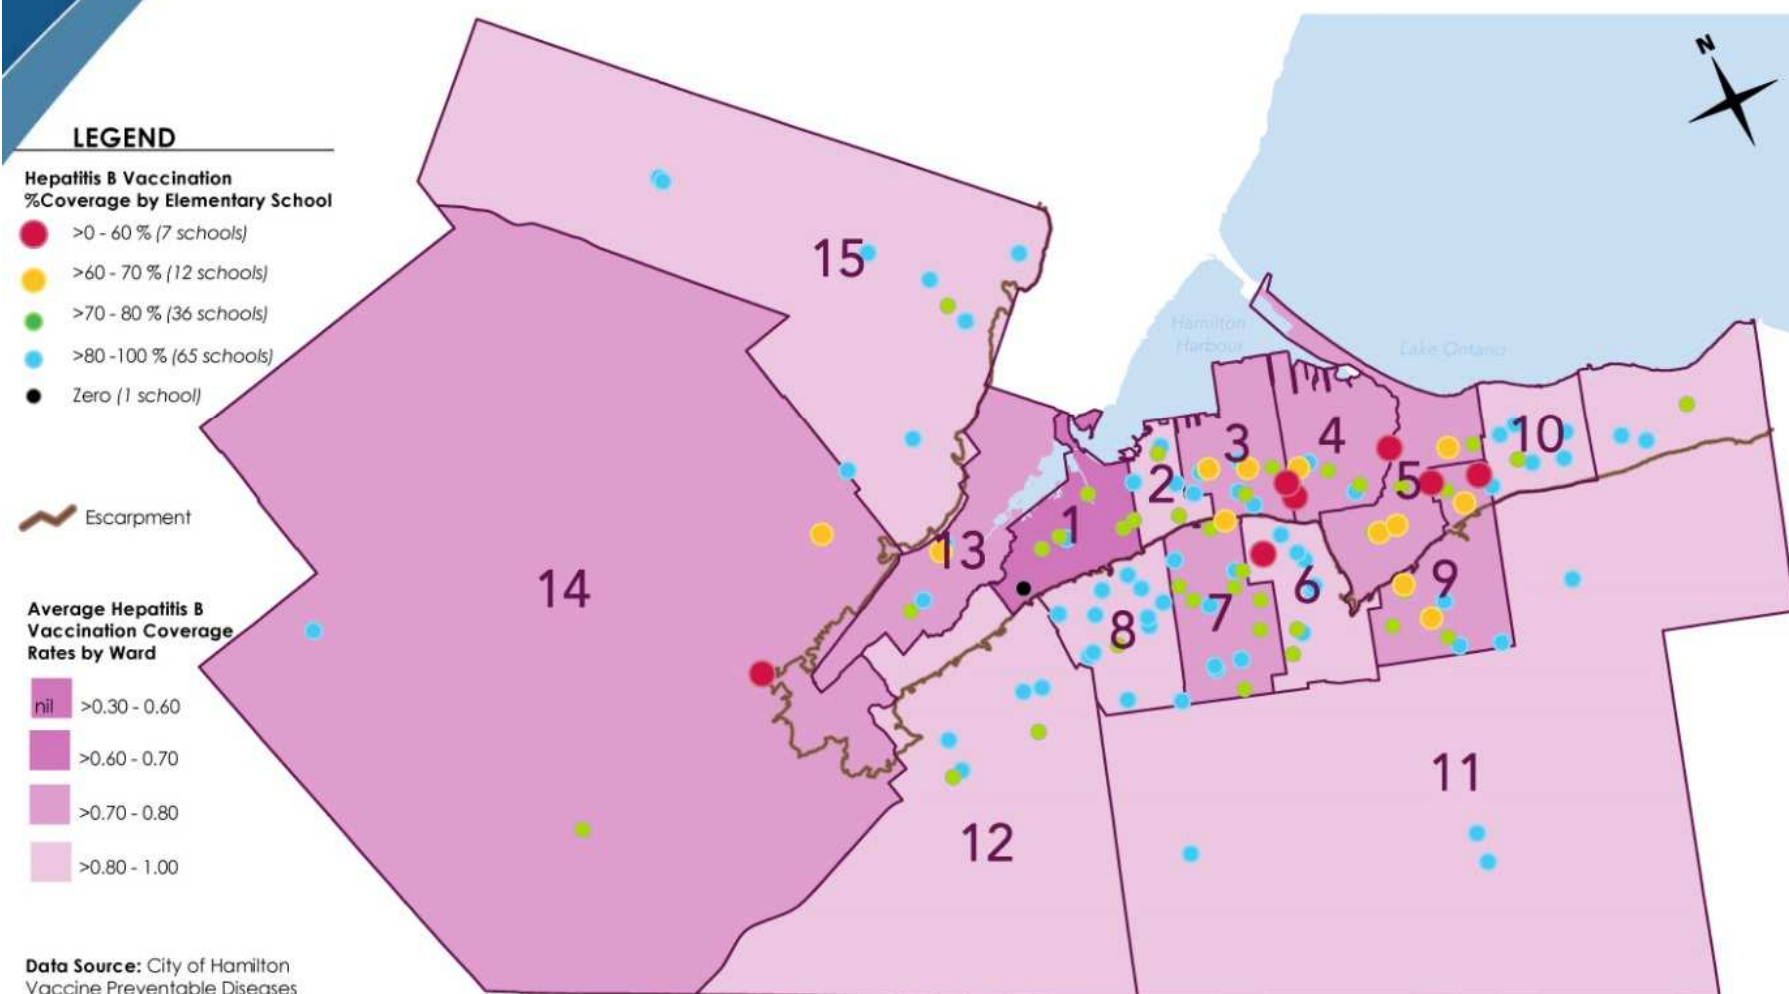 N
LEGEND
Hepatitis B Vaccination
%Coverage by Elementary School
>0 - 60 % (7 schools)
>60 - 70 % (12 schools)
>70 - 80 % (36 schools)
>80 -100 % (65 schools)
Zero (1 school)
Escarpment
Average Hepatitis B
Vaccination Coverage
Rates by Ward
nil >0.30 - 0.60
>0.60 - 0.70
>0.70 - 0.80
>0.80 - 1.00
Data Source: City of Hamilton
Vaccine Preventable Diseases
15
Hamilton
Harbour
Lake Ontario
3
4
10
2
5
1
13
14
6
9
8
7
11
12